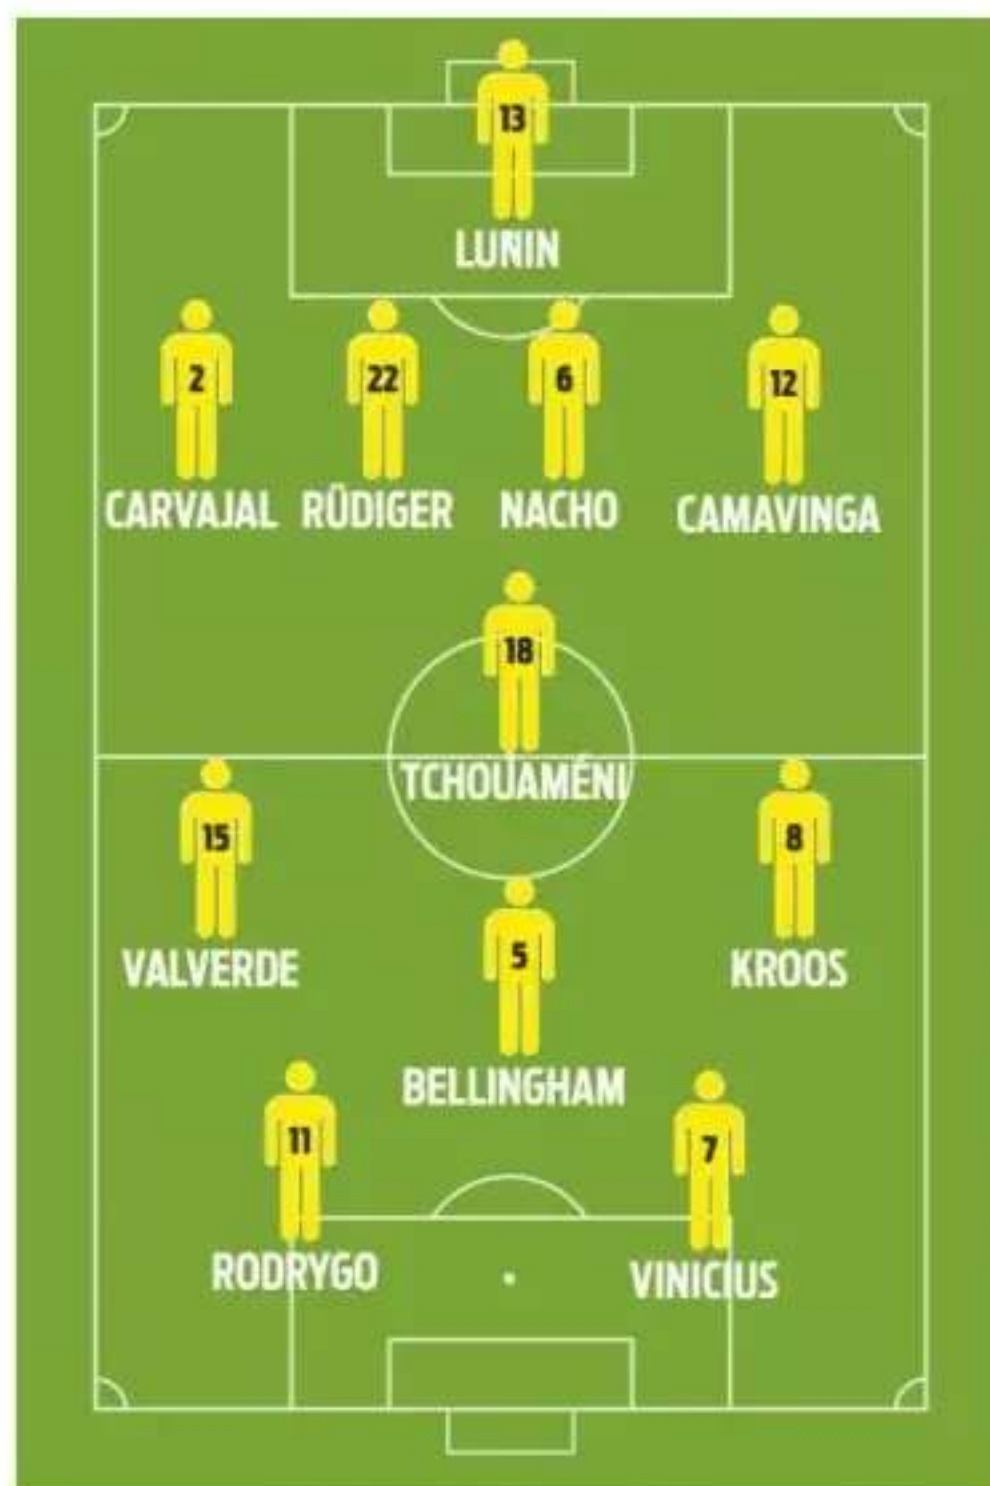 13
LUNIN
2 22 6 12
CARVAJAL RÜDIGER NACHO CAMAVINGA
18
TCHOUAMÉNI
15 8
VALVERDE KROOS
5
BELLINGHAM
11 7
RODRYGO VINICIUS